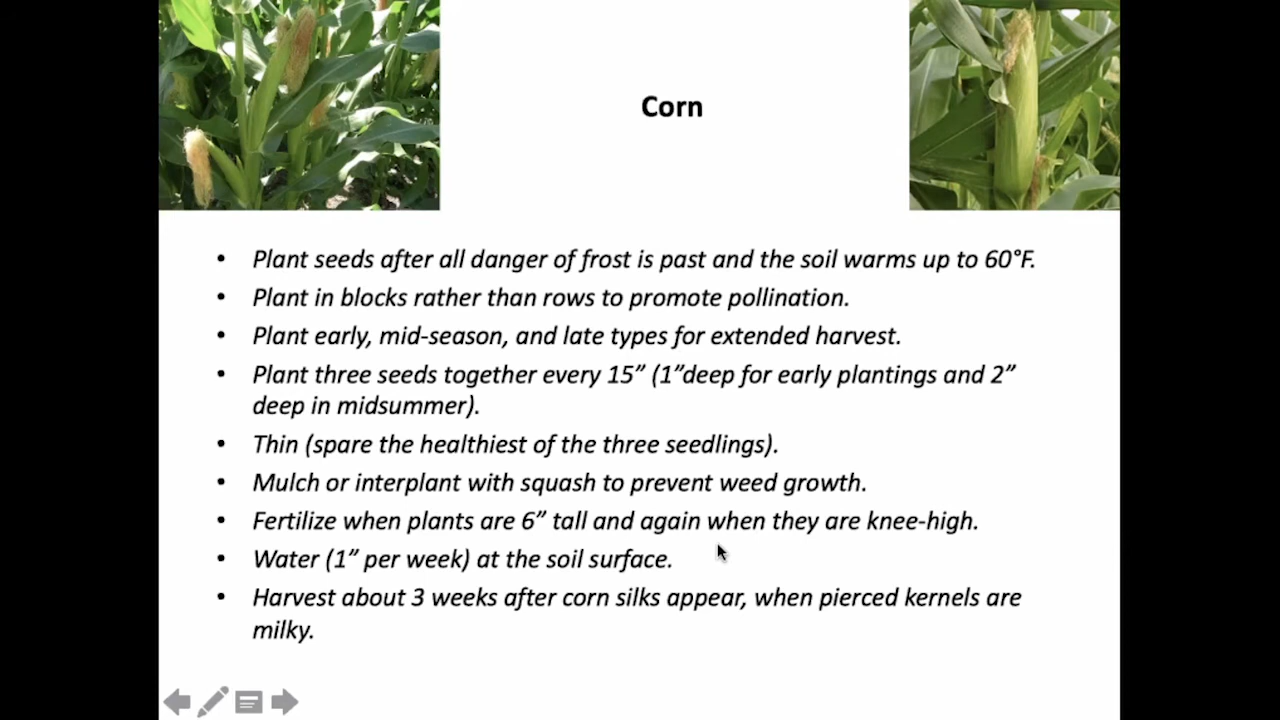 Corn
• Plant seeds after all danger of frost is past and the soil warms up to 60°F.
• Plant in blocks rather than rows to promote pollination.
• Plant early, mid-season, and late types for extended harvest.
• Plant three seeds together every 15” (1”deep for early plantings and 2”
deep in midsummer).
• Thin (spare the healthiest of the three seedlings).
• Mulch or interplant with squash to prevent weed growth.
• Fertilize when plants are 6” tall and again when they are knee-high.
• Water (1” per week) at the soil surface.
• Harvest about 3 weeks after corn silks appear, when pierced kernels are
milky.